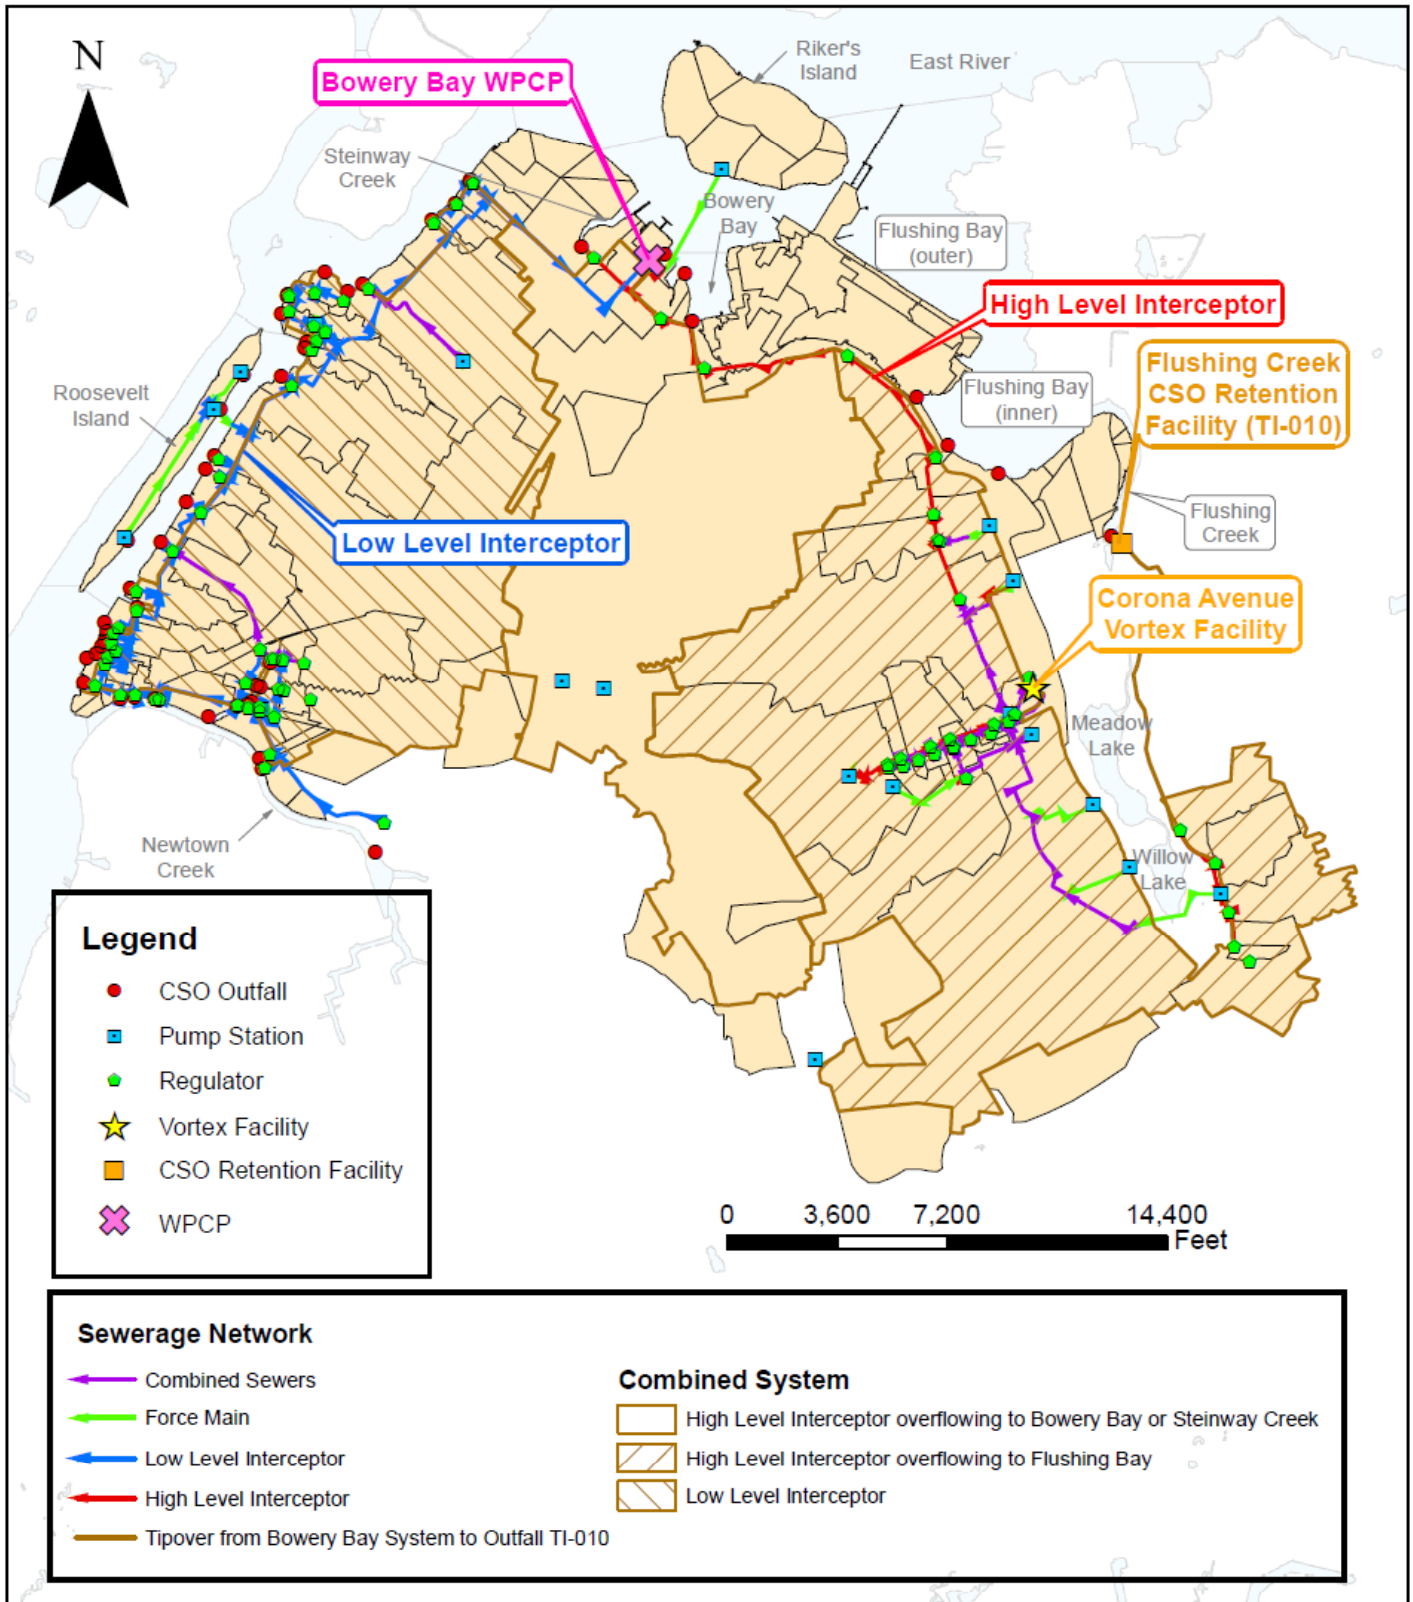 N
Bowery Bay WPCP
Riker's
Island
East River
Steinway
Creek
Bowery
Bay
Flushing Bay
(outer)
High Level Interceptor
Flushing Creek
CSO Retention
Facility (TI-010)
Flushing Bay
(inner)
Roosevelt
Island
Flushing
Creek
Low Level Interceptor
Corona Avenue
Vortex Facility
Meadow
Lake
Newtown
Creek
Willow
Lake
Legend
CSO Outfall
Pump Station
Regulator
Vortex Facility
CSO Retention Facility
WPCP
0 3,600 7,200 14,400
Feet
Sewerage Network
Combined Sewers
Force Main
Low Level Interceptor
High Level Interceptor
Tipover from Bowery Bay System to Outfall TI-010
Combined System
High Level Interceptor overflowing to Bowery Bay or Steinway Creek
High Level Interceptor overflowing to Flushing Bay
Low Level Interceptor